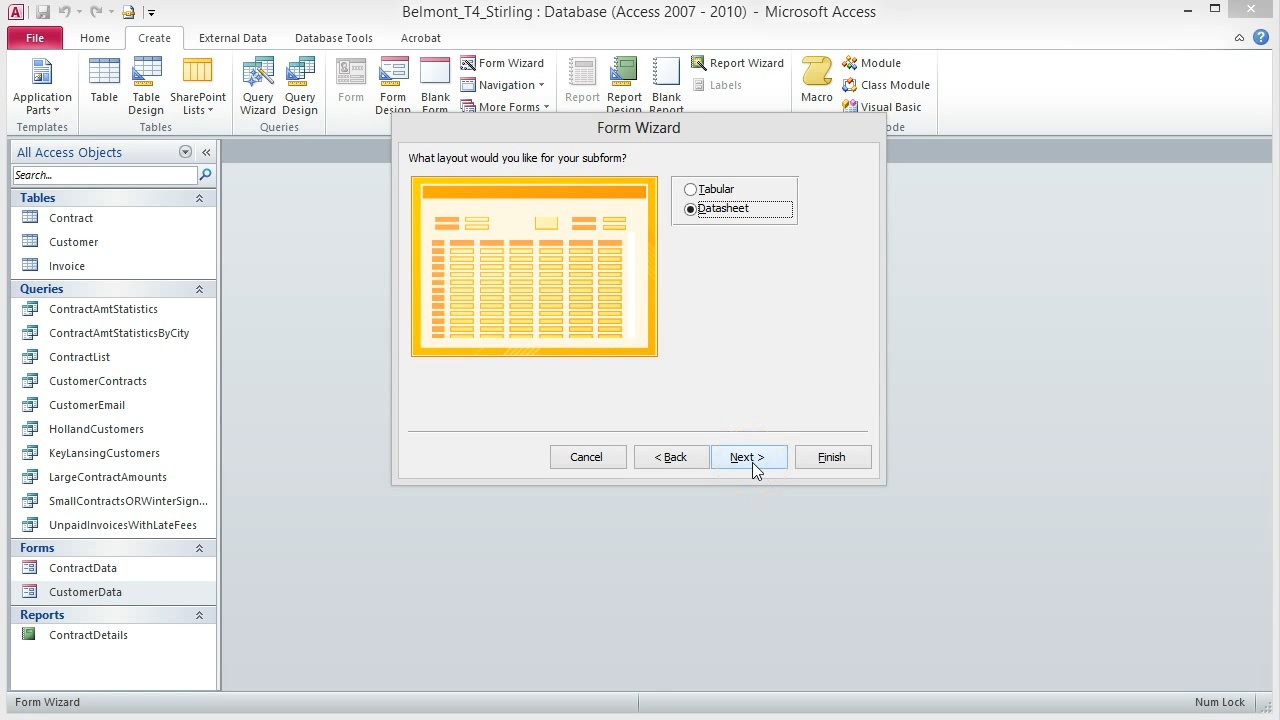 Belmont_T4_Stirling : Database (Access 2007 - 2010) - Microsoft Access
File Home Create External Data Database Tools Acrobat
Application Parts
Templates
Table
Table Design
SharePoint Lists
Tables
Query Wizard
Query Design
Queries
Form
Form Design
Blank Form
Form Wizard
Navigation
More Forms
Report
Report Design
Blank Report
Report Wizard
Labels
Macro
Module
Class Module
Visual Basic
ode
All Access Objects
Search...
Tables
Contract
Customer
Invoice
Queries
ContractAmtStatistics
ContractAmtStatisticsByCity
ContractList
CustomerContracts
CustomerEmail
HollandCustomers
KeyLansingCustomers
LargeContractAmounts
SmallContractsORWinterSign...
UnpaidInvoicesWithLateFees
Forms
ContractData
CustomerData
Reports
ContractDetails
Form Wizard
What layout would you like for your subform?
Tabular
Datasheet
Cancel
< Back
Next >
Finish
Form Wizard
Num Lock